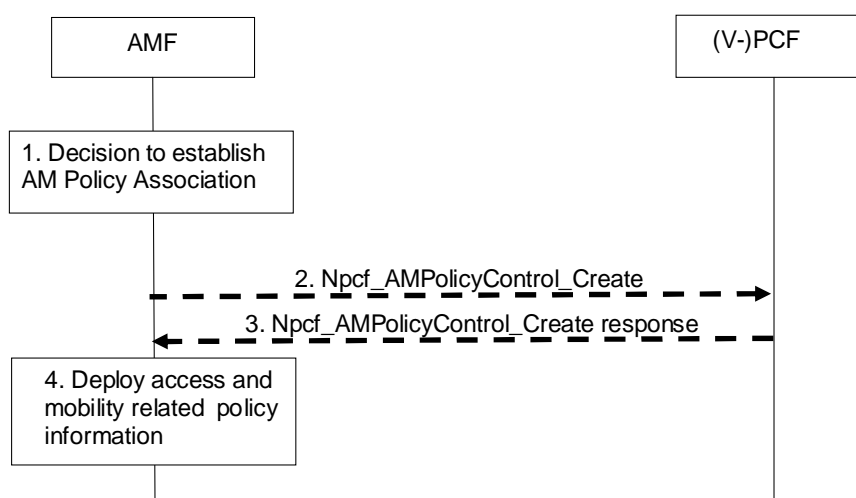 AMF
(V-)PCF
1. Decision to establish
AM Policy Association
2. Npcf_AMPolicyControl_Create
3. Npcf_AMPolicyControl_Create response
4. Deploy access and
mobility related policy
information